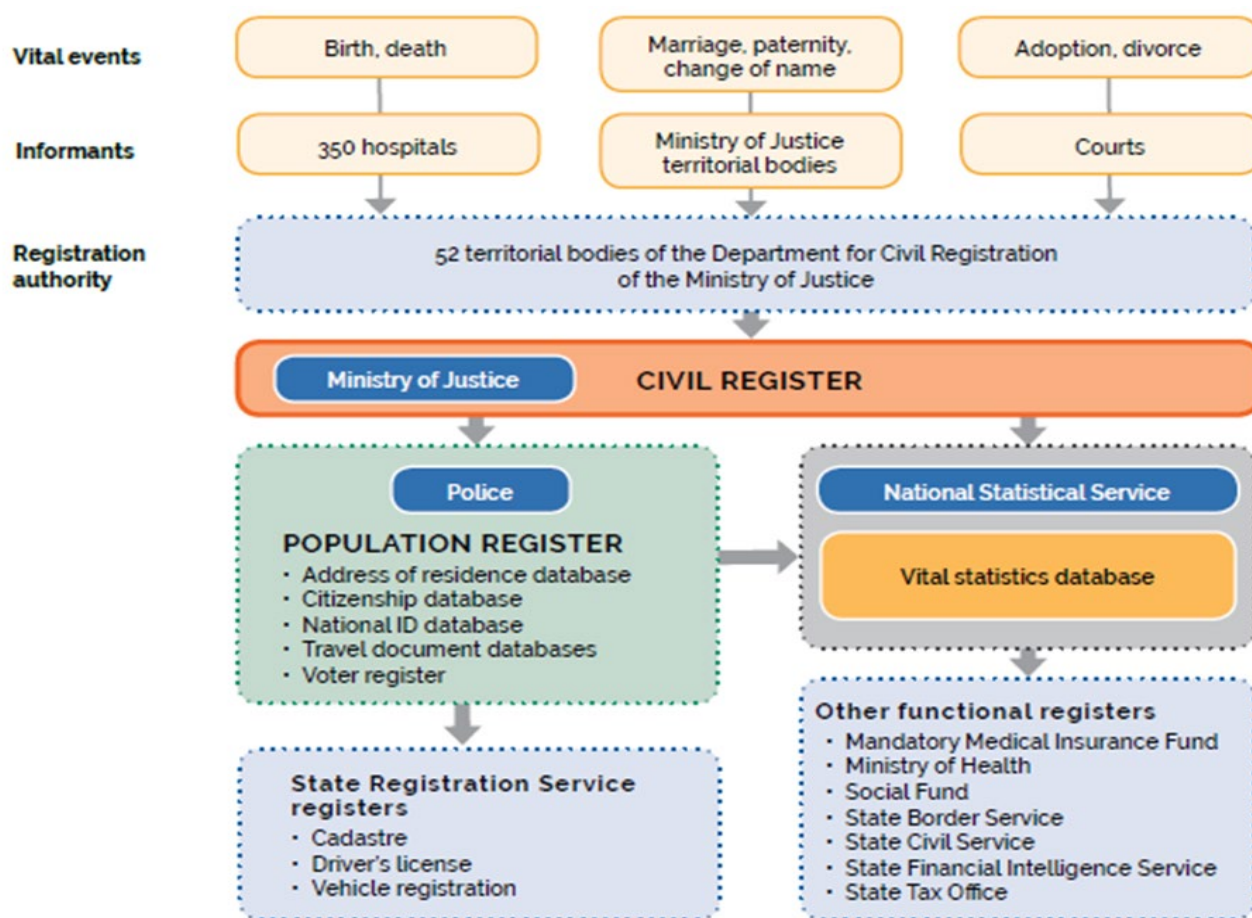 Vital events
Birth, death
Marriage, paternity,
change of name
Adoption, divorce
Informants
350 hospitals
Ministry of Justice
territorial bodies
Courts
Registration
authority
52 territorial bodies of the Department for Civil Registration
of the Ministry of Justice
Ministry of Justice
CIVIL REGISTER
Police
POPULATION REGISTER
· Address of residence database
· Citizenship database
· National ID database
· Travel document databases
· Voter register
National Statistical Service
Vital statistics database
State Registration Service
registers
· Cadastre
· Driver's license
· Vehicle registration
Other functional registers
· Mandatory Medical Insurance Fund
· Ministry of Health
· Social Fund
· State Border Service
· State Civil Service
· State Financial Intelligence Service
· State Tax Office